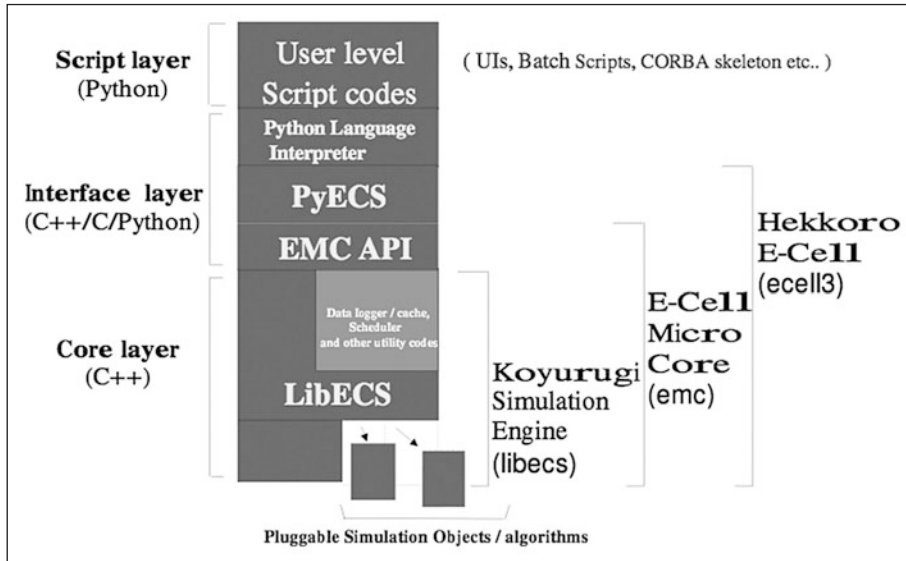 Script layer
(Python)
User level
Script codes
( UIs, Batch Scripts, CORBA skeleton etc.. )
Interface layer
(C++/C/Python)
Python Language
Interpreter
PyECS
EMC API
Core layer
(C++)
Data logger / cache,
Scheduler
and other utility codes
LibECS
Koyurugi
Simulation
Engine
(libecs)
E-Cell
Micro
Core
(emc)
Hekkoro
E-Cell
(ecell3)
Pluggable Simulation Objects / algorithms